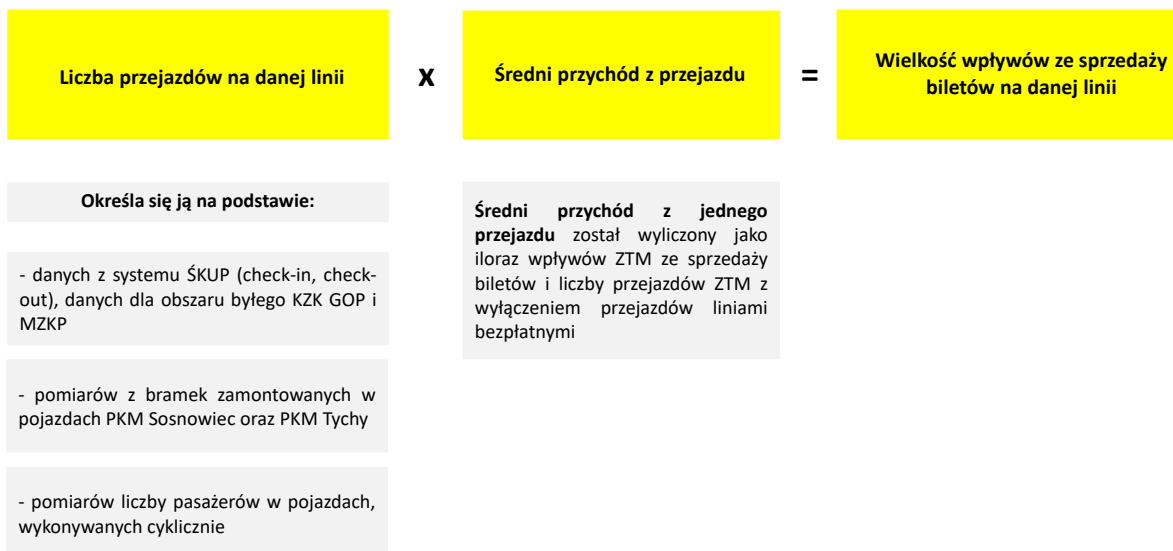 Liczba przejazdów na danej linii
x
Średni przychód z przejazdu
=
Wielkość wpływów ze sprzedaży
biletów na danej linii
Określa się ją na podstawie:
- danych z systemu ŚKUP (check-in, check-
out), danych dla obszaru byłego KZK GOP i
MZKP
- pomiarów z bramek zamontowanych w
pojazdach PKM Sosnowiec oraz PKM Tychy
- pomiarów liczby pasażerów w pojazdach,
wykonywanych cyklicznie
Średni przychód z jednego
przejazdu został wyliczony jako
iloraz wpływów ZTM ze sprzedaży
biletów i liczby przejazdów ZTM z
wyłączeniem przejazdów liniami
bezpłatnymi